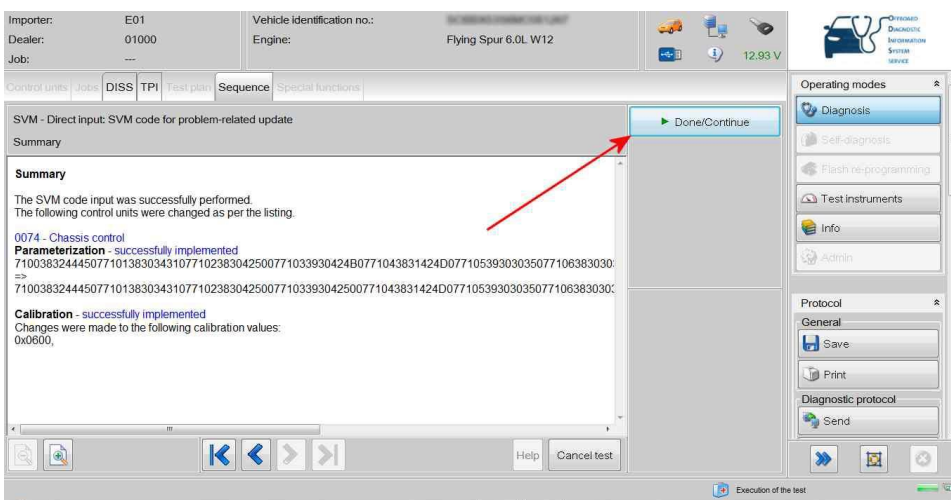 Importer:
E01
Vehicle identification no.:
Dealer:
01000
Engine:
Flying Spur 6.0L W12
Job:
---
12.93 V
OFFBOARD
DIAGNOSTIC
INFORMATION
SYSTEM
SERVICE
Control units
Jobs
DISS
TPI
Test plan
Sequence
Special functions
SVM - Direct input: SVM code for problem-related update
Summary
Done/Continue
Summary
The SVM code input was successfully performed.
The following control units were changed as per the listing.
0074 - Chassis control
Parameterization - successfully implemented
=>
Calibration - successfully implemented
Changes were made to the following calibration values:
0x0600,
Help
Cancel test
Operating modes
Diagnosis
Self-diagnosis
Flash re-programming
Test instruments
Info
Admin
Protocol
General
Save
Print
Diagnostic protocol
Send
Execution of the test